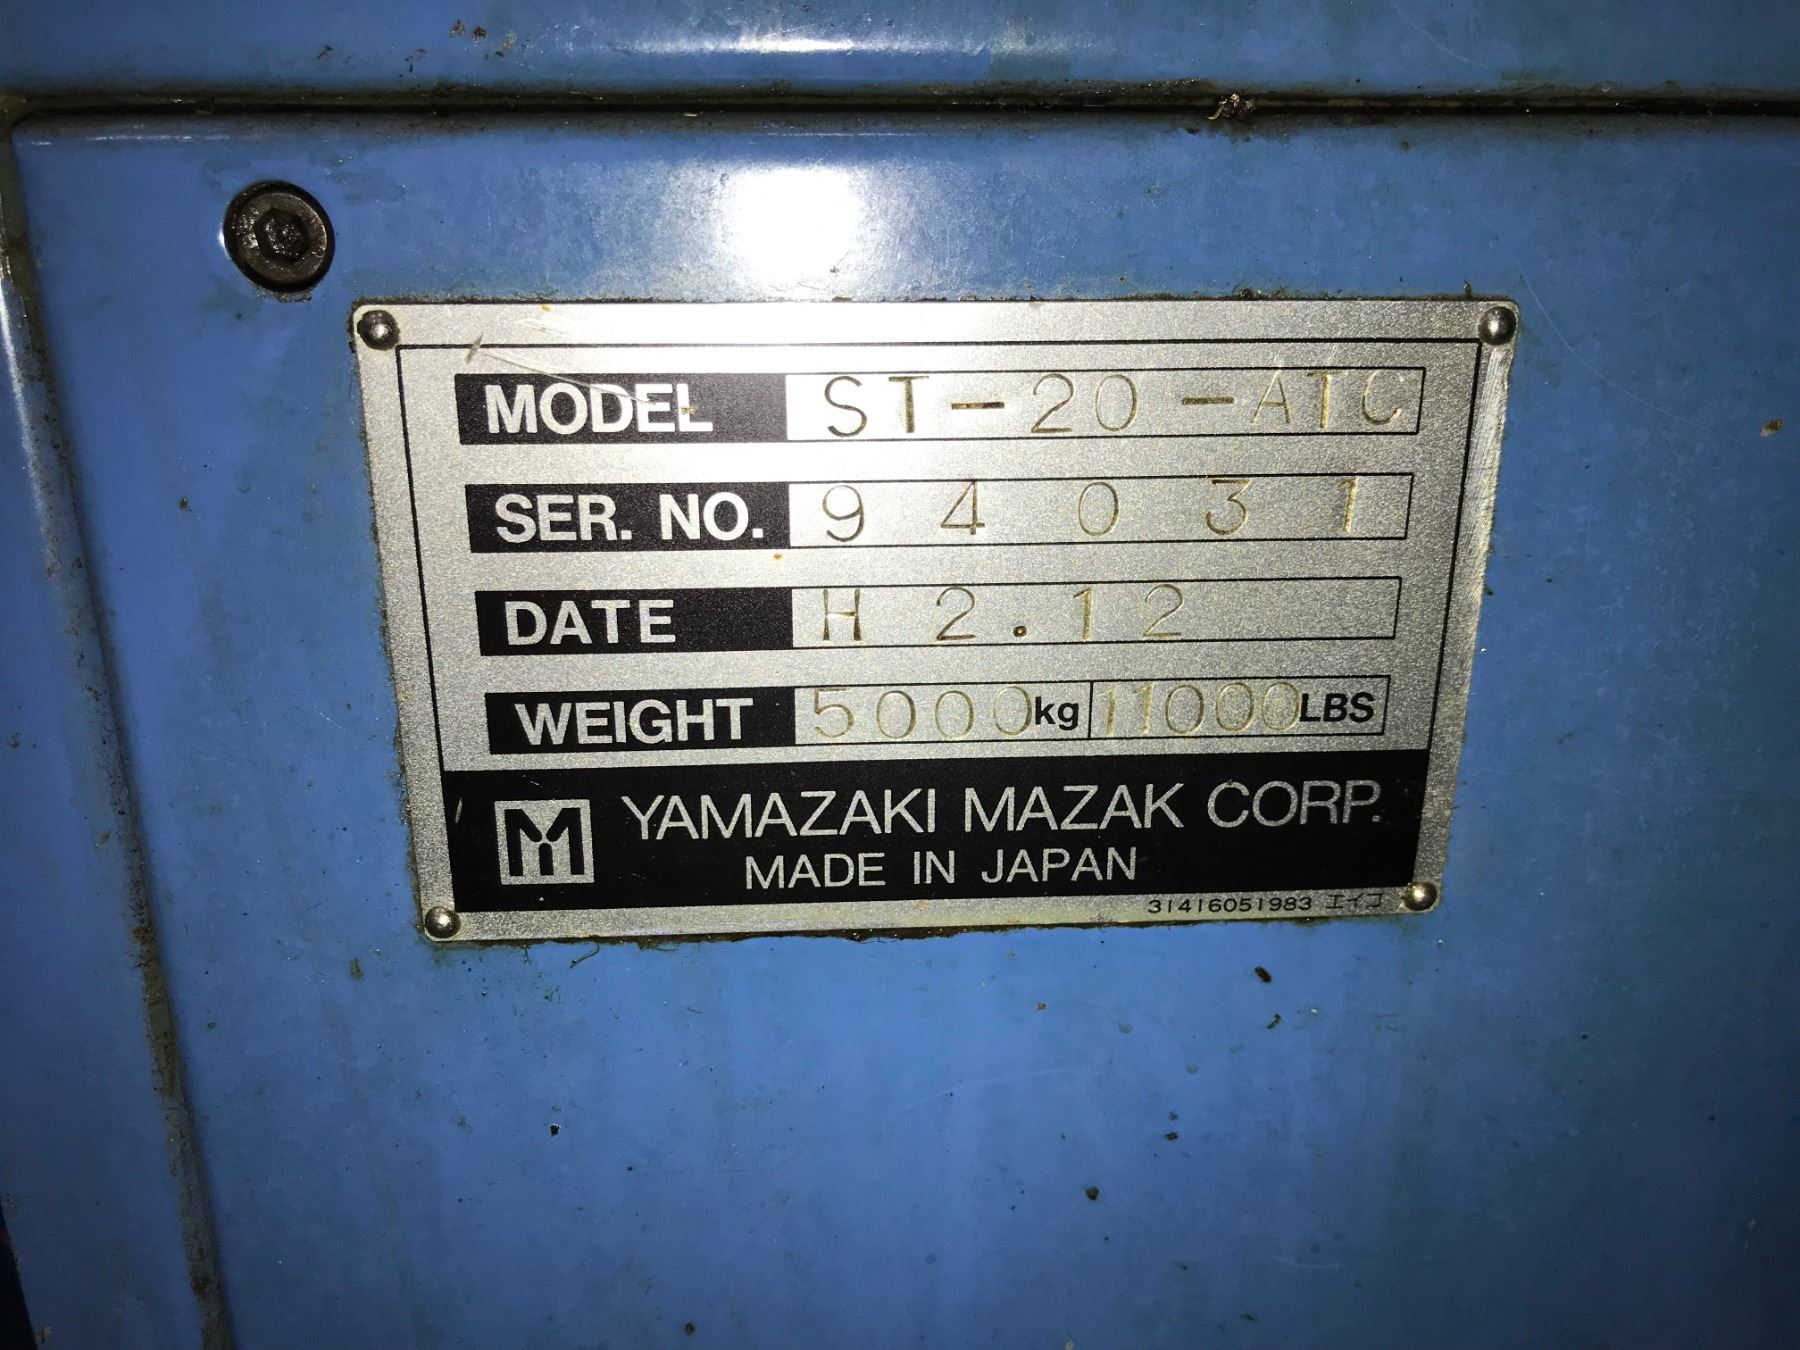 MODEL ST-20-ATC
SER. NO. 94031
DATE H2.12
WEIGHT 5000kg 11000LBS
YAMAZAKI MAZAK CORP.
MADE IN JAPAN
31416051983 エイコ